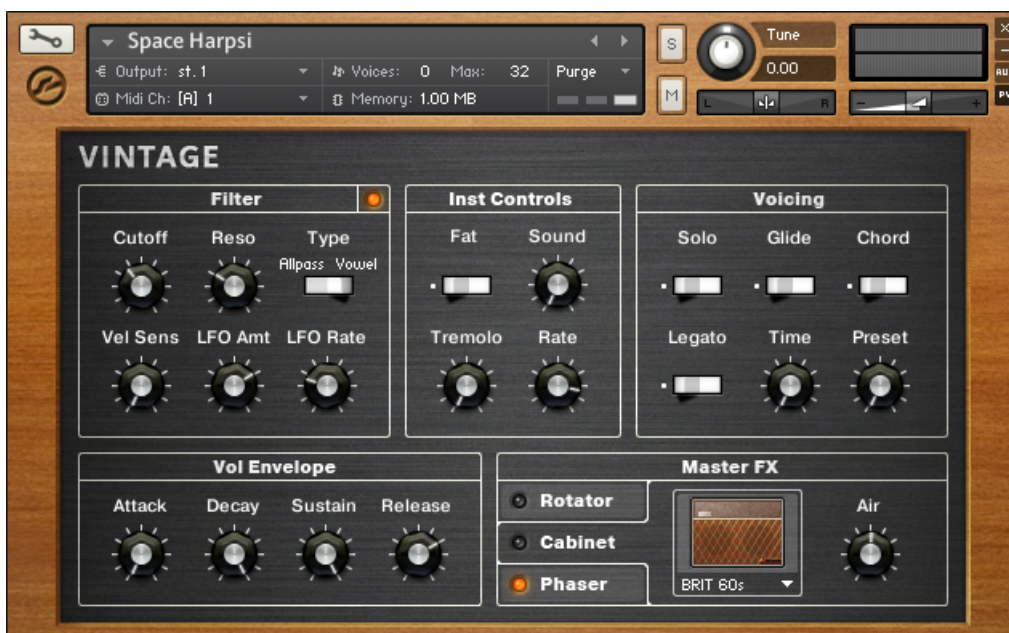 Space Harpsi
Output: st.1
Voices: 0 Max: 32
Purge
Midi Ch: [A] 1
Memory: 1.00 MB
S
M
Tune
0.00
L R
- +
×
-
AU
PV
VINTAGE
Filter
Cutoff Reso Type
Allpass Vowel
Vel Sens LFO Amt LFO Rate
Inst Controls
Fat Sound
Tremolo Rate
Voicing
Solo Glide Chord
Legato Time Preset
Vol Envelope
Attack Decay Sustain Release
Master FX
Rotator
Cabinet
Phaser
BRIT 60s
Air